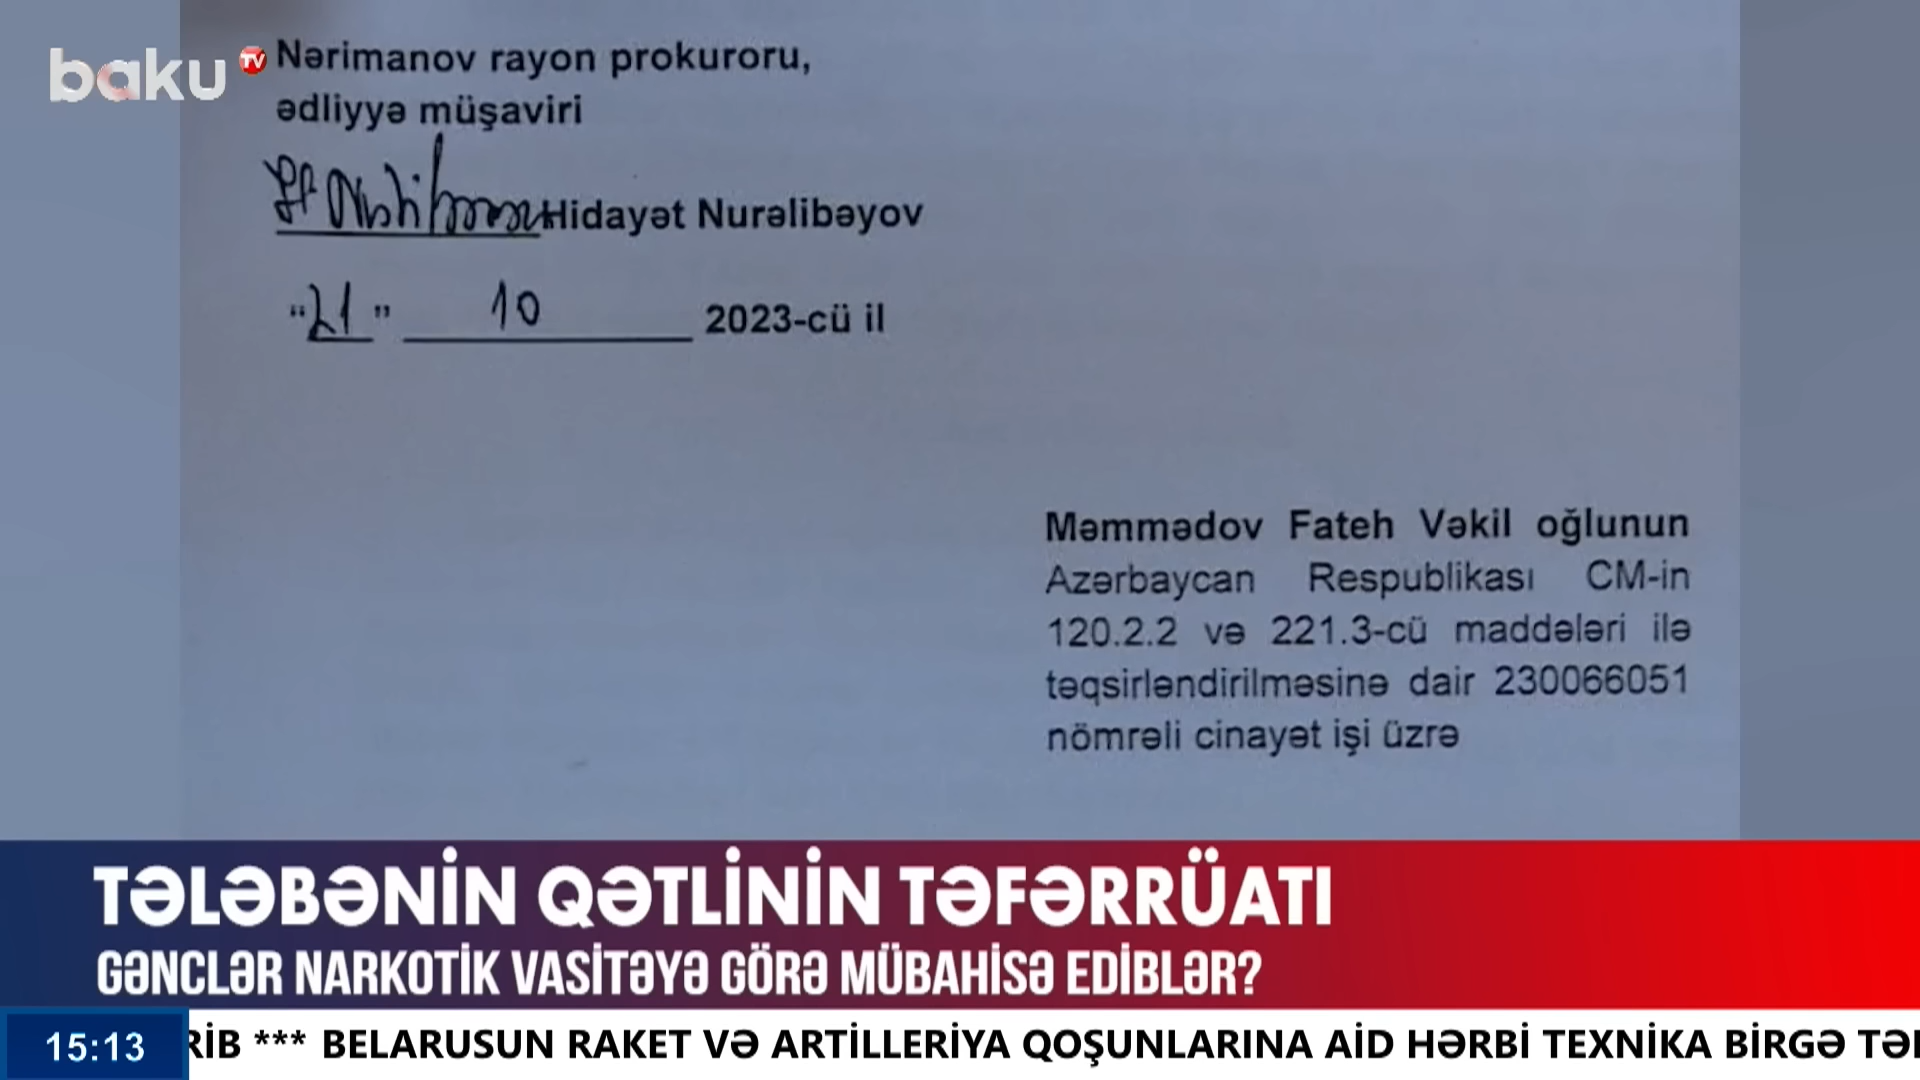 baku TV
Nərimanov rayon prokuroru,
ədliyyə müşaviri
Hidayət Nurəlibəyov
"21" 10 2023-cü il
Məmmədov Fateh Vəkil oğlunun
Azərbaycan Respublikası CM-in
120.2.2 və 221.3-cü maddələri ilə
təqsirləndirilməsinə dair 230066051
nömrəli cinayət işi üzrə
TƏLƏBƏNİN QƏTLİNİN TƏFƏRRÜATI
GƏNCLƏR NARKOTİK VASİTƏYƏ GÖRƏ MÜBAHİSƏ EDİBLƏR?
15:13 RİB *** BELARUSUN RAKET VƏ ARTİLLERİYA QOŞUNLARINA AİD HƏRBİ TEXNİKA BİRGƏ